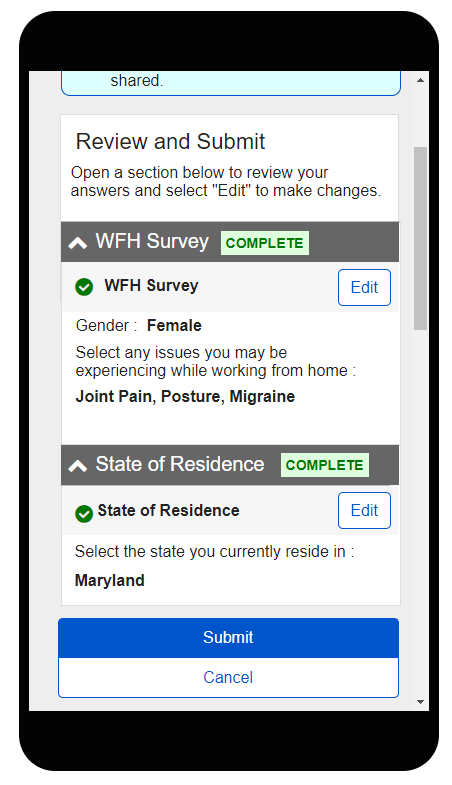 shared.
Review and Submit
Open a section below to review your
answers and select "Edit" to make changes.
WFH Survey COMPLETE
WFH Survey Edit
Gender : Female
Select any issues you may be
experiencing while working from home :
Joint Pain, Posture, Migraine
State of Residence COMPLETE
State of Residence Edit
Select the state you currently reside in :
Maryland
Submit
Cancel